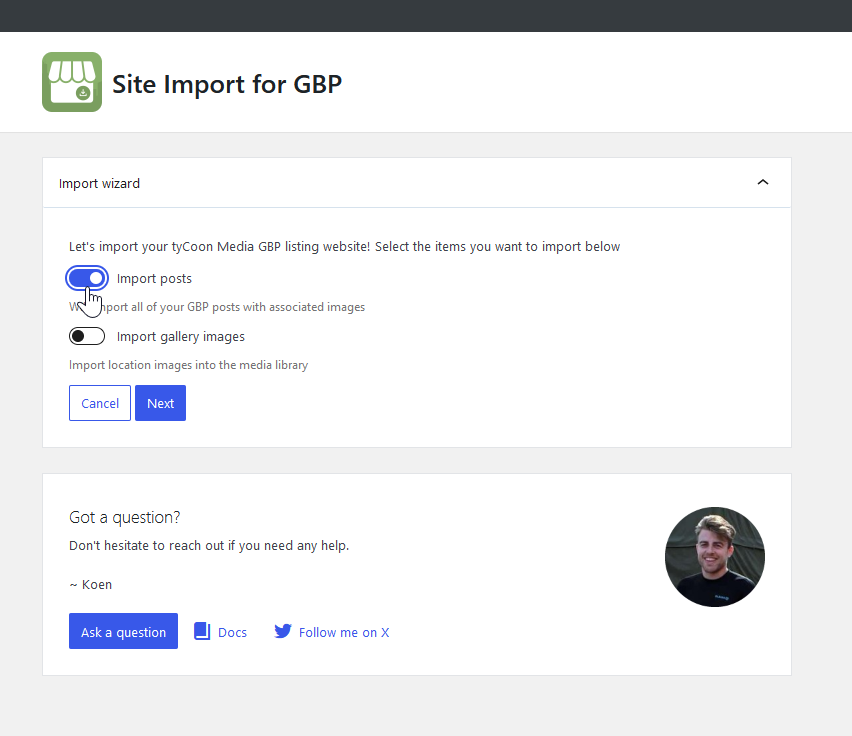 Site Import for GBP
Import wizard
Let's import your tyCoon Media GBP listing website! Select the items you want to import below
Import posts
import all of your GBP posts with associated images
Import gallery images
Import location images into the media library
Cancel
Next
Got a question?
Don't hesitate to reach out if you need any help.
~ Koen
Ask a question
Docs
Follow me on X